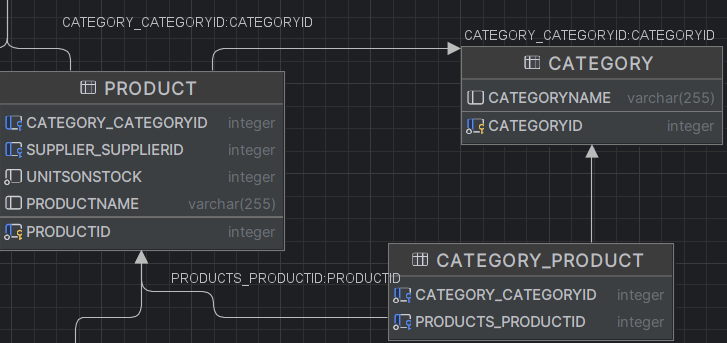 CATEGORY_CATEGORYID:CATEGORYID
CATEGORY_CATEGORYID:CATEGORYID
PRODUCT
CATEGORY_CATEGORYID integer
SUPPLIER_SUPPLIERID integer
UNITSONSTOCK integer
PRODUCTNAME varchar(255)
PRODUCTID integer
CATEGORY
CATEGORYNAME varchar(255)
CATEGORYID integer
PRODUCTS_PRODUCTID:PRODUCTID
CATEGORY_PRODUCT
CATEGORY_CATEGORYID integer
PRODUCTS_PRODUCTID integer